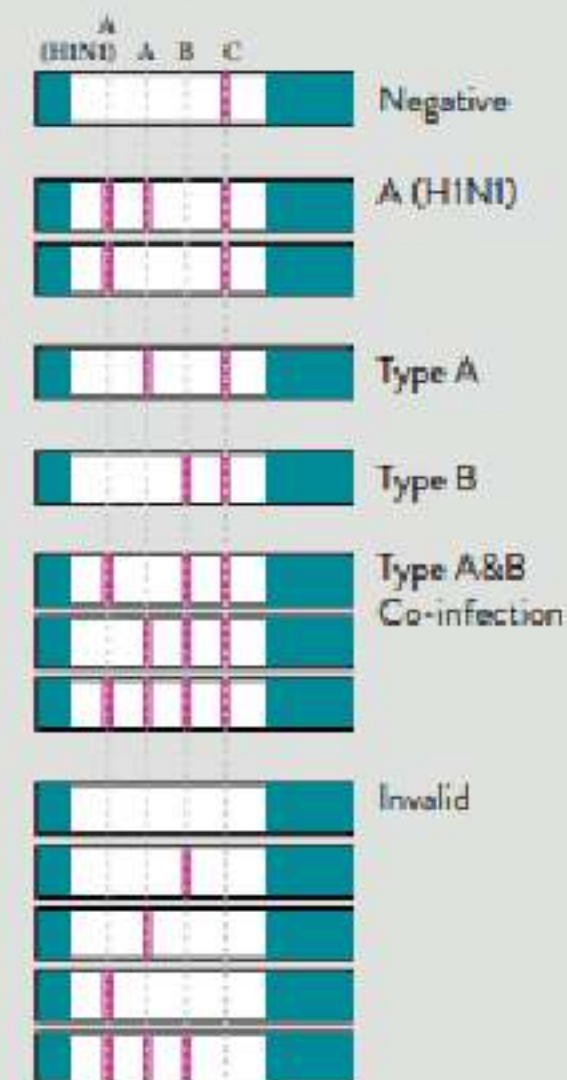 A
(H1N1) A B C
Negative
A (H1N1)
Type A
Type B
Type A&B
Co-infection
Invalid